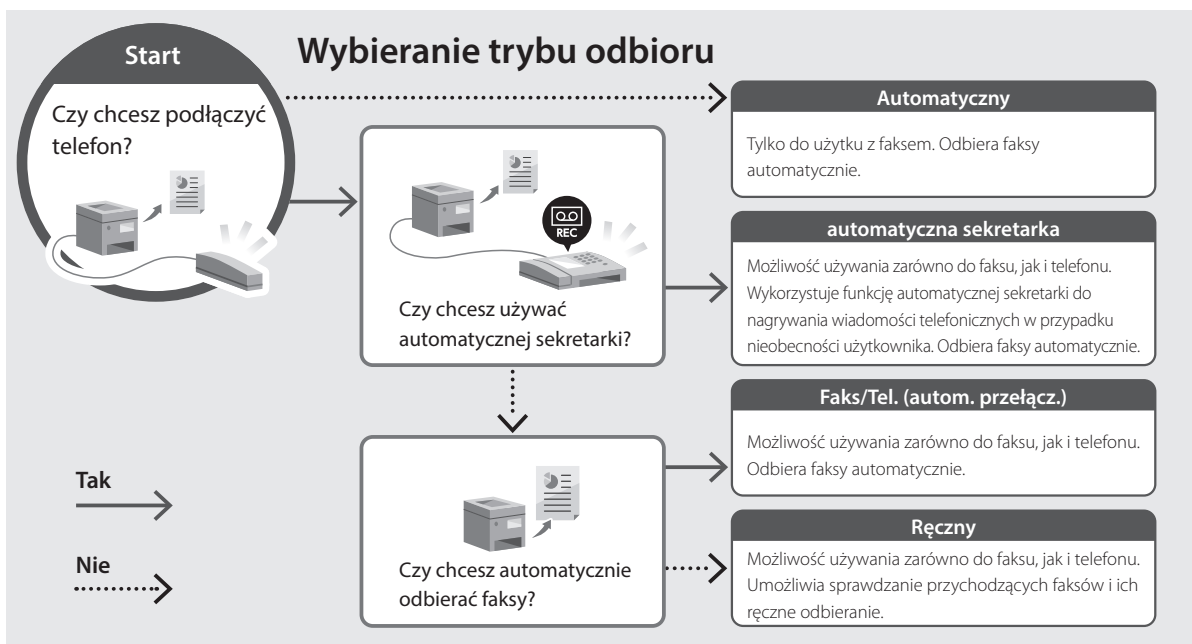 Wybieranie trybu odbioru
Start
Czy chcesz podłączyć
telefon?
REC
Czy chcesz używać
automatycznej sekretarki?
Czy chcesz automatycznie
odbierać faksy?
Automatyczny
Tylko do użytku z faksem. Odbiera faksy
automatycznie.
automatyczna sekretarka
Możliwość używania zarówno do faksu, jak i telefonu.
Wykorzystuje funkcję automatycznej sekretarki do
nagrywania wiadomości telefonicznych w przypadku
nieobecności użytkownika. Odbiera faksy automatycznie.
Faks/Tel. (autom. przełącz.)
Możliwość używania zarówno do faksu, jak i telefonu.
Odbiera faksy automatycznie.
Ręczny
Możliwość używania zarówno do faksu, jak i telefonu.
Umożliwia sprawdzanie przychodzących faksów i ich
ręczne odbieranie.
Tak
Nie